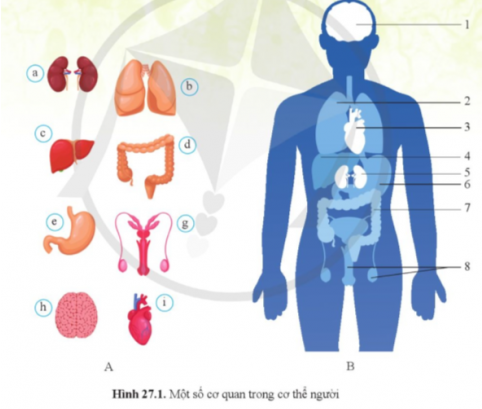 a
b
c
d
e
g
h
i
A
1
2
3
4
5
6
7
8
B
Hình 27.1. Một số cơ quan trong cơ thể người